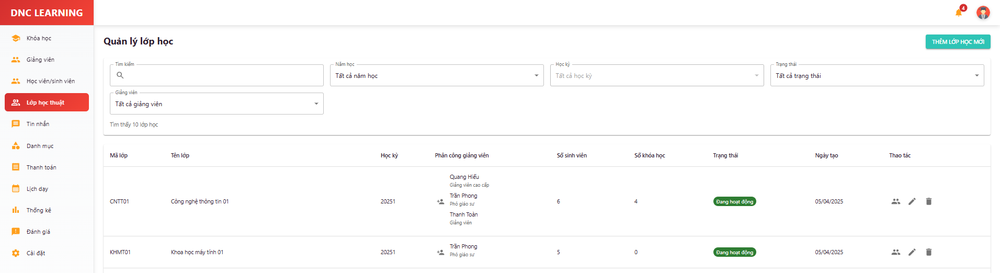 DNC LEARNING
4
Khóa học
Giảng viên
Học viên/sinh viên
Lớp học thuật
Tin nhắn
Danh mục
Thanh toán
Lịch dạy
Thống kê
Đánh giá
Cài đặt
Quản lý lớp học
THÊM LỚP HỌC MỚI
Tìm kiếm
Năm học
Tất cả năm học
Học kỳ
Tất cả học kỳ
Trạng thái
Tất cả trạng thái
Giảng viên
Tất cả giảng viên
Tìm thấy 10 lớp học
Mã lớp Tên lớp Học kỳ Phân công giảng viên Số sinh viên Số khóa học Trạng thái Ngày tạo Thao tác
Quang Hiếu
Giảng viên cao cấp
Trần Phong
CNTT01 Công nghệ thông tin 01 20251 6 4 Đang hoạt động 05/04/2025
Phó giáo sư
Thanh Toàn
Giảng viên
Trần Phong
KHMT01 Khoa học máy tính 01 20251 5 0 Đang hoạt động 05/04/2025
Phó giáo sư